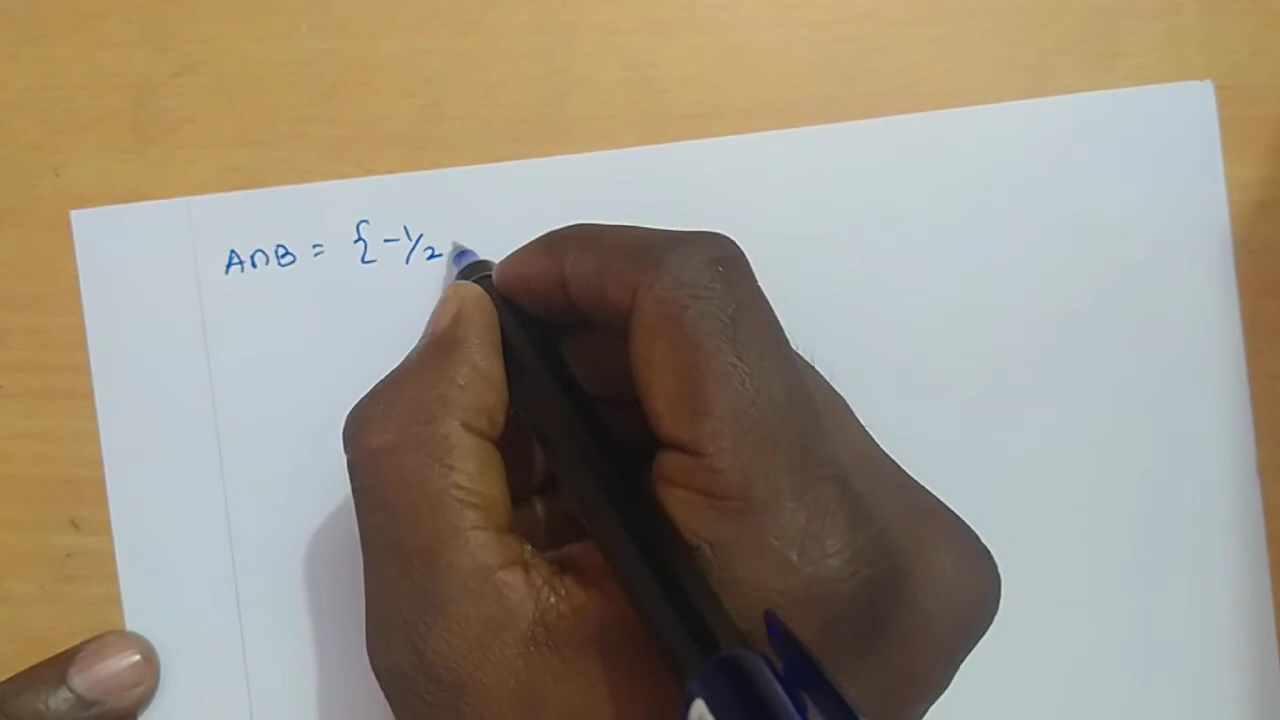 A∩B = {-1/2